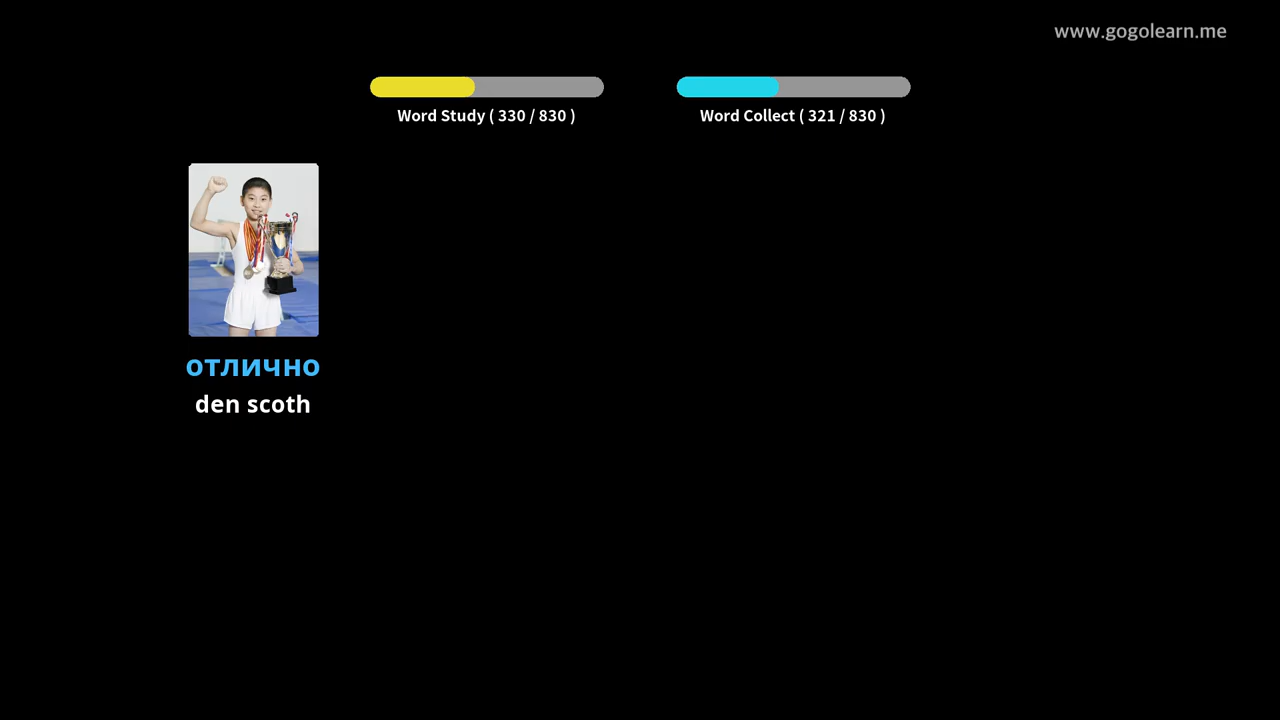 www.gogolearn.me
Word Study ( 330 / 830 )
Word Collect ( 321 / 830 )
отлично
den scoth